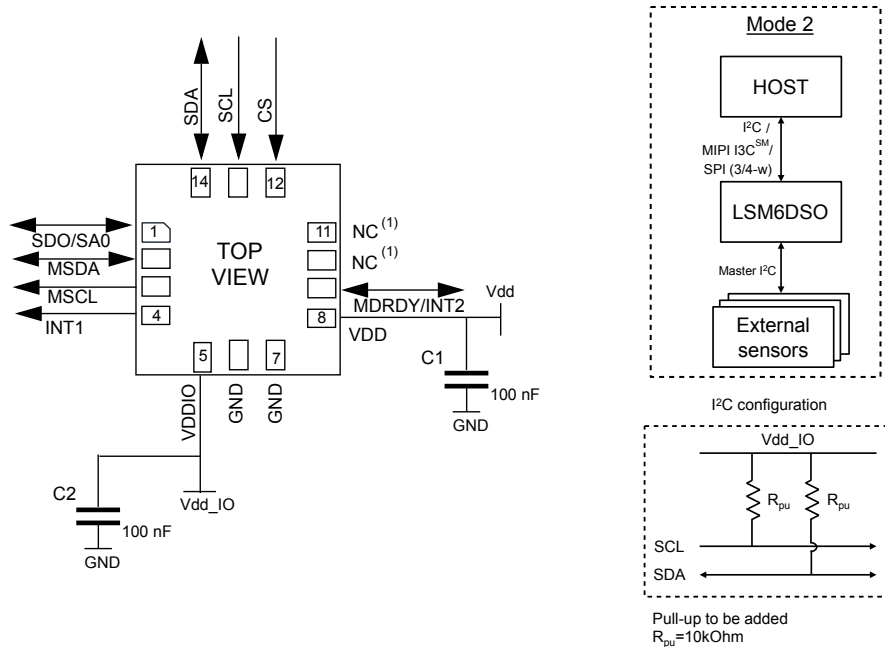 SDA
SCL
CS
14
12
1
11
NC (1)
SDO/SA0
TOP
VIEW
NC (1)
MSDA
MSCL
MDRDY/INT2
Vdd
INT1
4
8
VDD
5
7
C1
100 nF
GND
VDDIO
GND
GND
C2
100 nF
GND
Vdd_IO
Mode 2
HOST
I²C /
MIPI I3C℠/
SPI (3/4-w)
LSM6DSO
Master I²C
External
sensors
I²C configuration
Vdd_IO
Rpu
Rpu
SCL
SDA
Pull-up to be added
Rpu=10kOhm